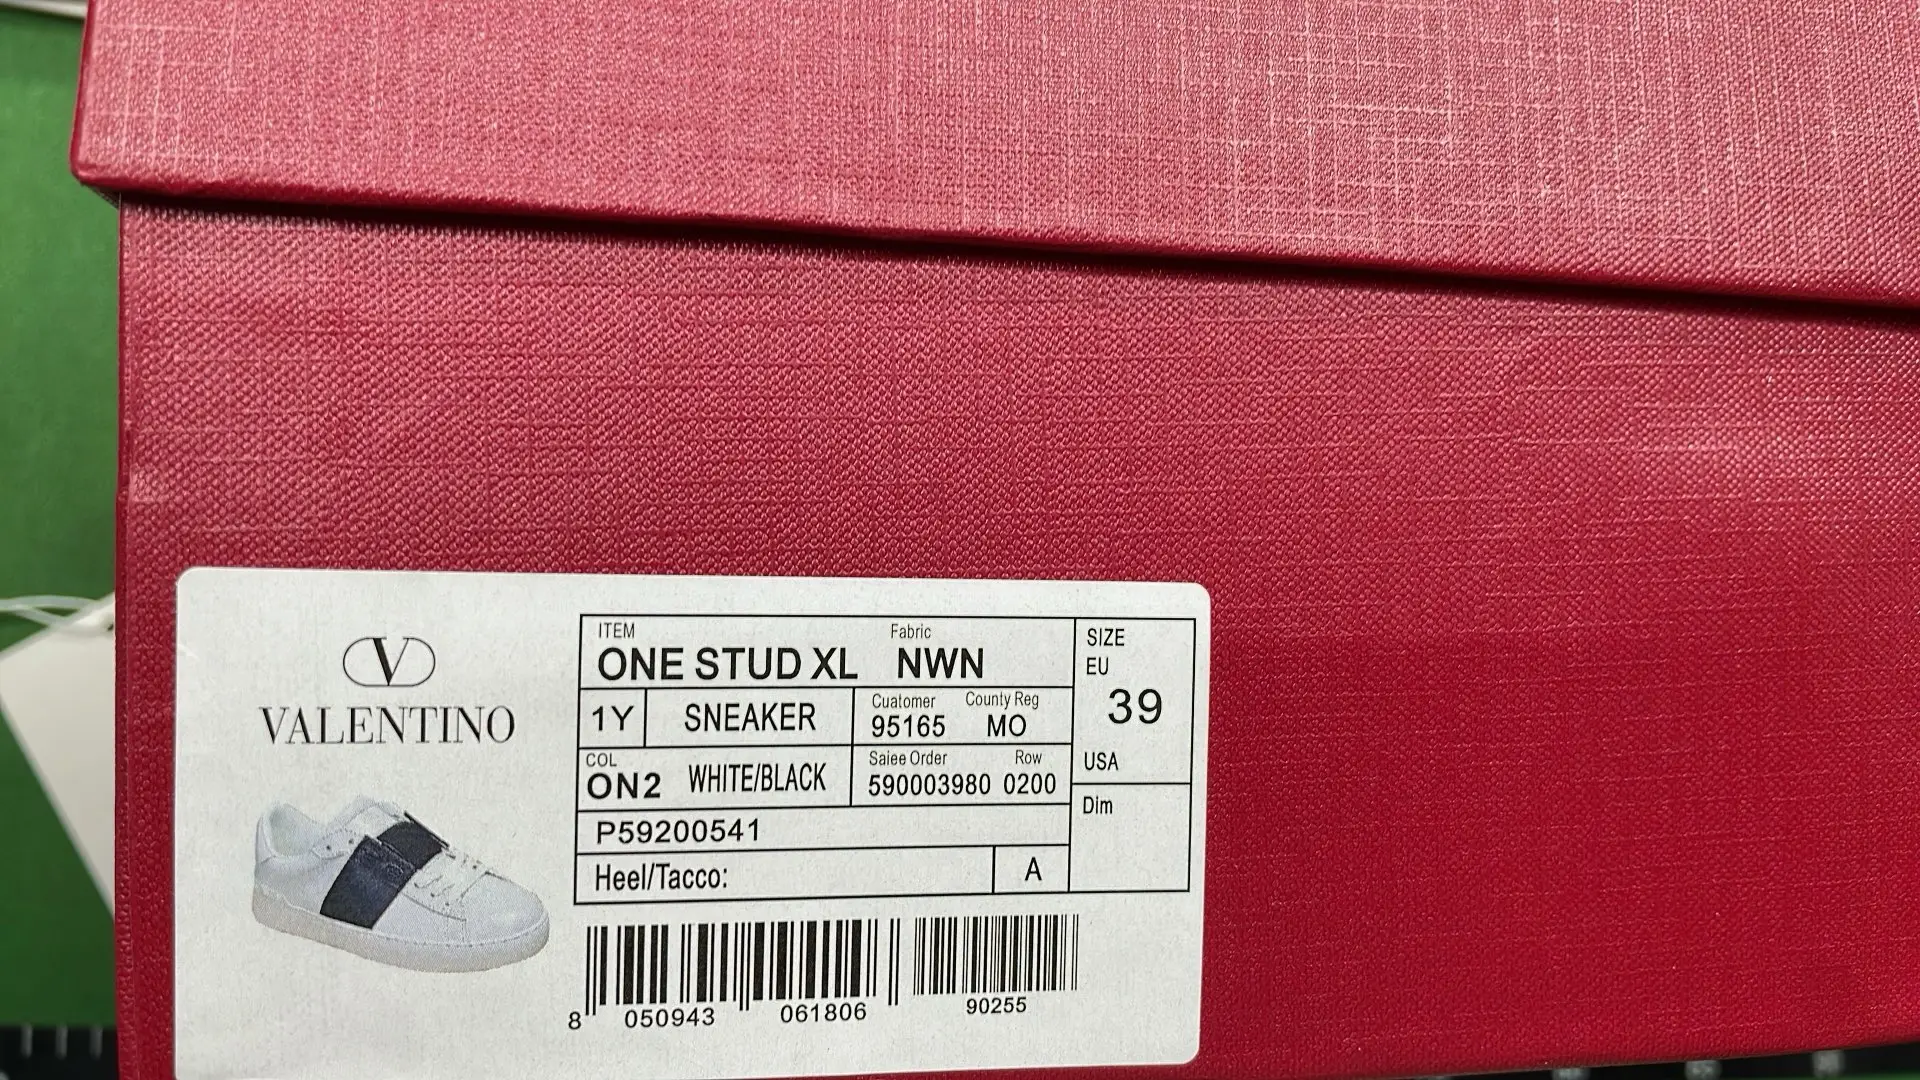 VALENTINO
ITEM Fabric
ONE STUD XL NWN
1Y SNEAKER
Cuatomer County Reg
95165 MO
COL
ON2 WHITE/BLACK
Saiee Order Row
590003980 0200
P59200541
Heel/Tacco: A
SIZE
EU
39
USA
Dim
8 050943 061806 90255